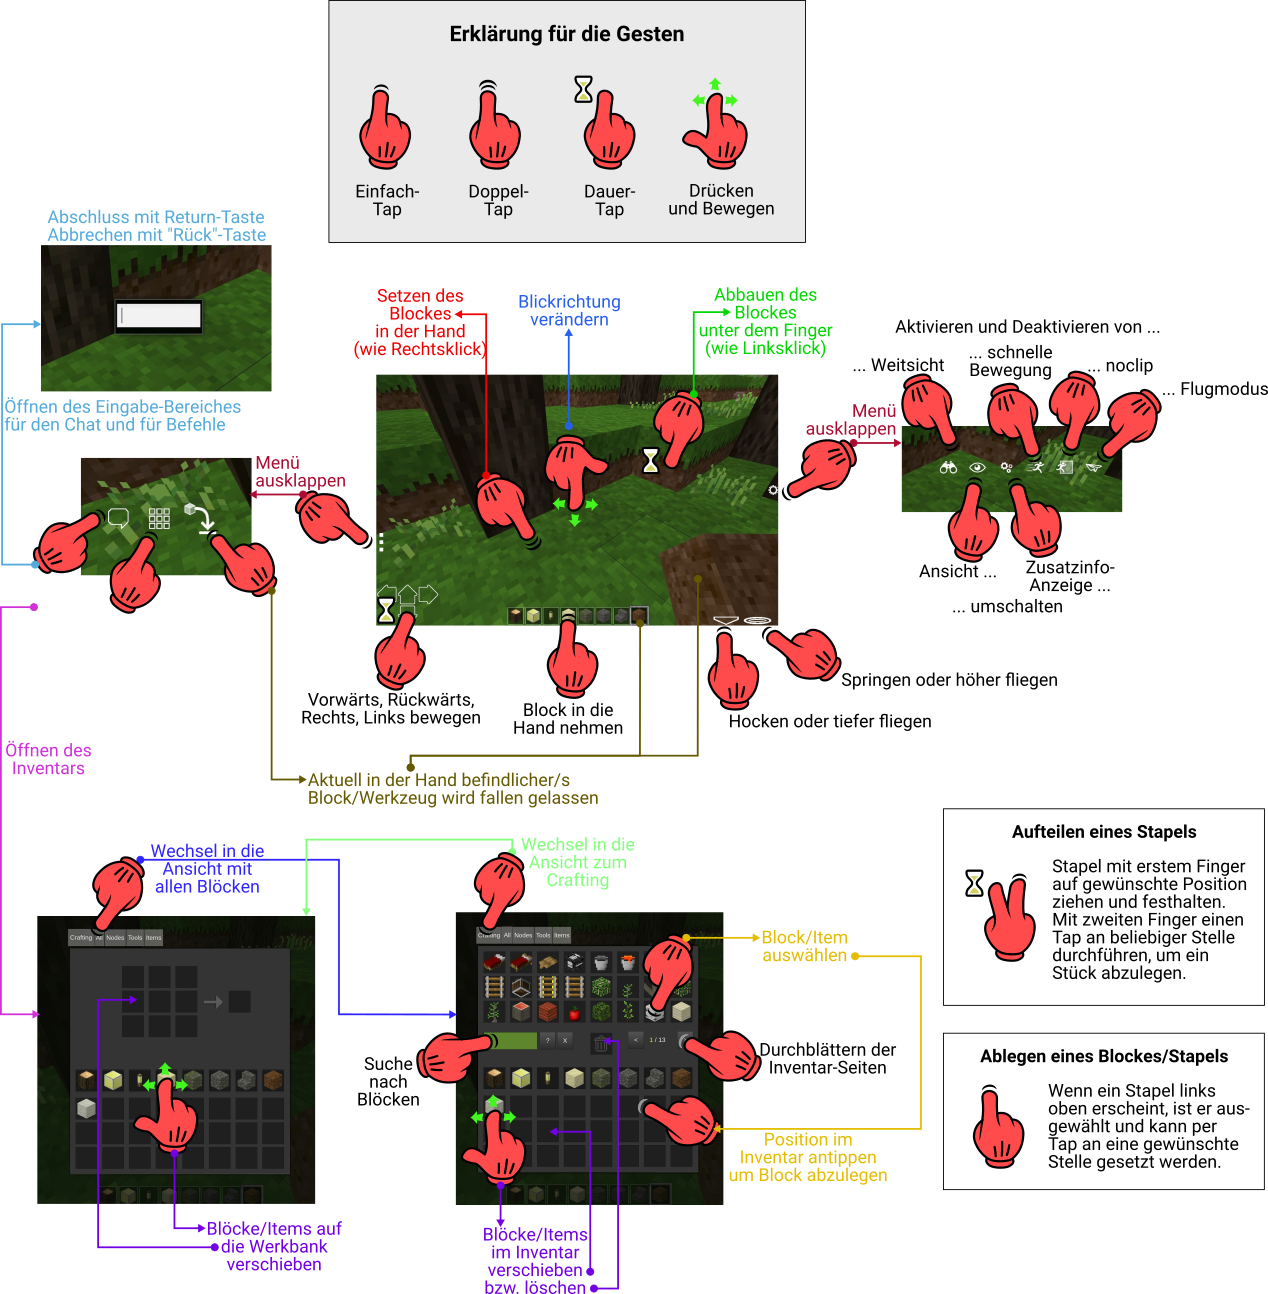 Erklärung für die Gesten
Einfach-
Tap
Doppel-
Tap
Dauer-
Tap
Drücken
und Bewegen
Abschluss mit Return-Taste
Abbrechen mit "Rück"-Taste
Öffnen des Eingabe-Bereiches
für den Chat und für Befehle
Setzen des
Blockes
in der Hand
(wie Rechtsklick)
Blickrichtung
verändern
Abbauen des
Blockes
unter dem Finger
(wie Linksklick)
Aktivieren und Deaktivieren von ...
... Weitsicht
... schnelle
Bewegung
... noclip
... Flugmodus
Menü
ausklappen
Menü
ausklappen
Ansicht ...
Zusatzinfo-
Anzeige ...
... umschalten
Vorwärts, Rückwärts,
Rechts, Links bewegen
Block in die
Hand nehmen
Springen oder höher fliegen
Hocken oder tiefer fliegen
Öffnen des
Inventars
Aktuell in der Hand befindlicher/s
Block/Werkzeug wird fallen gelassen
Wechsel in die
Ansicht mit
allen Blöcken
Wechsel in die
Ansicht zum
Crafting
Crafting All Nodes Tools Items
Crafting All Nodes Tools Items
? X < 1 / 13
Block/Item
auswählen
Suche
nach
Blöcken
Durchblättern der
Inventar-Seiten
Position im
Inventar antippen
um Block abzulegen
Blöcke/Items auf
die Werkbank
verschieben
Blöcke/Items
im Inventar
verschieben
bzw. löschen
Aufteilen eines Stapels
Stapel mit erstem Finger
auf gewünschte Position
ziehen und festhalten.
Mit zweiten Finger einen
Tap an beliebiger Stelle
durchführen, um ein
Stück abzulegen.
Ablegen eines Blockes/Stapels
Wenn ein Stapel links
oben erscheint, ist er aus-
gewählt und kann per
Tap an eine gewünschte
Stelle gesetzt werden.